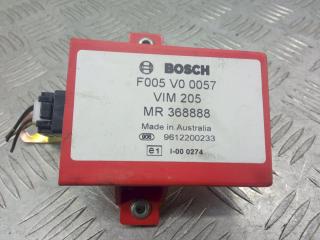 BOSCH
F005 V0 0057
VIM 205
MR 368888
Made in Australia
9612200233
e1 I-00 0274